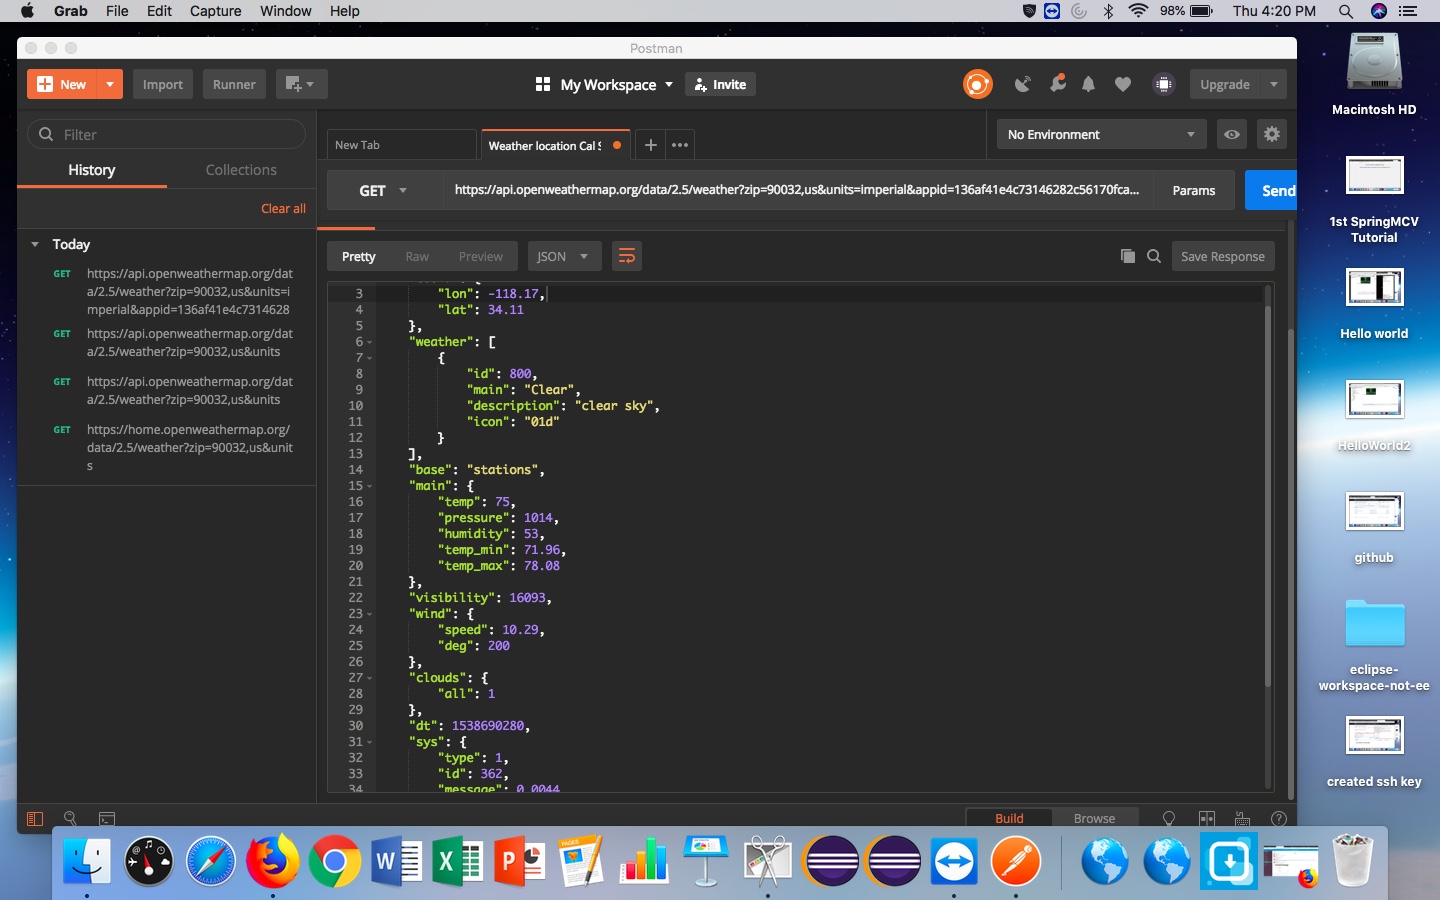 Grab File Edit Capture Window Help 98% Thu 4:20 PM
Postman
New Import Runner My Workspace Invite Upgrade
Macintosh HD
Filter
History Collections
Clear all
Today
GET https://api.openweathermap.org/dat
a/2.5/weather?zip=90032,us&units=i
mperial&appid=136af41e4c7314628
GET https://api.openweathermap.org/dat
a/2.5/weather?zip=90032,us&units
GET https://api.openweathermap.org/dat
a/2.5/weather?zip=90032,us&units
GET https://home.openweathermap.org/
data/2.5/weather?zip=90032,us&unit
s
New Tab Weather location Cal S + ••• No Environment
GET https://api.openweathermap.org/data/2.5/weather?zip=90032,us&units=imperial&appid=136af41e4c73146282c56170fca... Params Send
Pretty Raw Preview JSON Save Response
3 "lon": -118.17,
4 "lat": 34.11
5 },
6 "weather": [
7 {
8 "id": 800,
9 "main": "Clear",
10 "description": "clear sky",
11 "icon": "01d"
12 }
13 ],
14 "base": "stations",
15 "main": {
16 "temp": 75,
17 "pressure": 1014,
18 "humidity": 53,
19 "temp_min": 71.96,
20 "temp_max": 78.08
21 },
22 "visibility": 16093,
23 "wind": {
24 "speed": 10.29,
25 "deg": 200
26 },
27 "clouds": {
28 "all": 1
29 },
30 "dt": 1538690280,
31 "sys": {
32 "type": 1,
33 "id": 362,
34 "message": 0.0044
Build Browse
1st SpringMCV
Tutorial
Hello world
HelloWorld2
github
eclipse-
workspace-not-ee
created ssh key
W X P PAGES